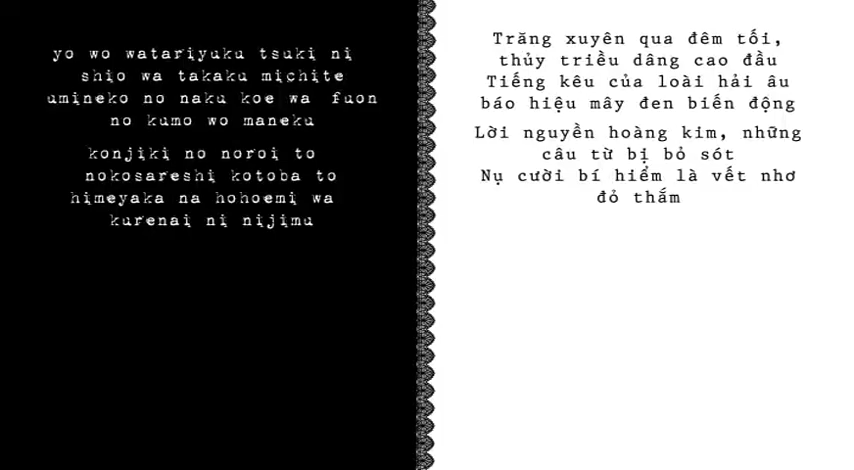 yo wo watariyuku tsuki ni
shio wa takaku michite
umineko no naku koe wa fuon
no kumo wo maneku
konjiki no noroi to
nokosareshi kotoba to
himeyaka na hohoemi wa
kurenai ni nijimu
Trăng xuyên qua đêm tối,
thủy triều dâng cao đầu
Tiếng kêu của loài hải âu
báo hiệu mây đen biến động
Lời nguyền hoàng kim, những
câu từ bị bỏ sót
Nụ cười bí hiểm là vết nhơ
đỏ thắm